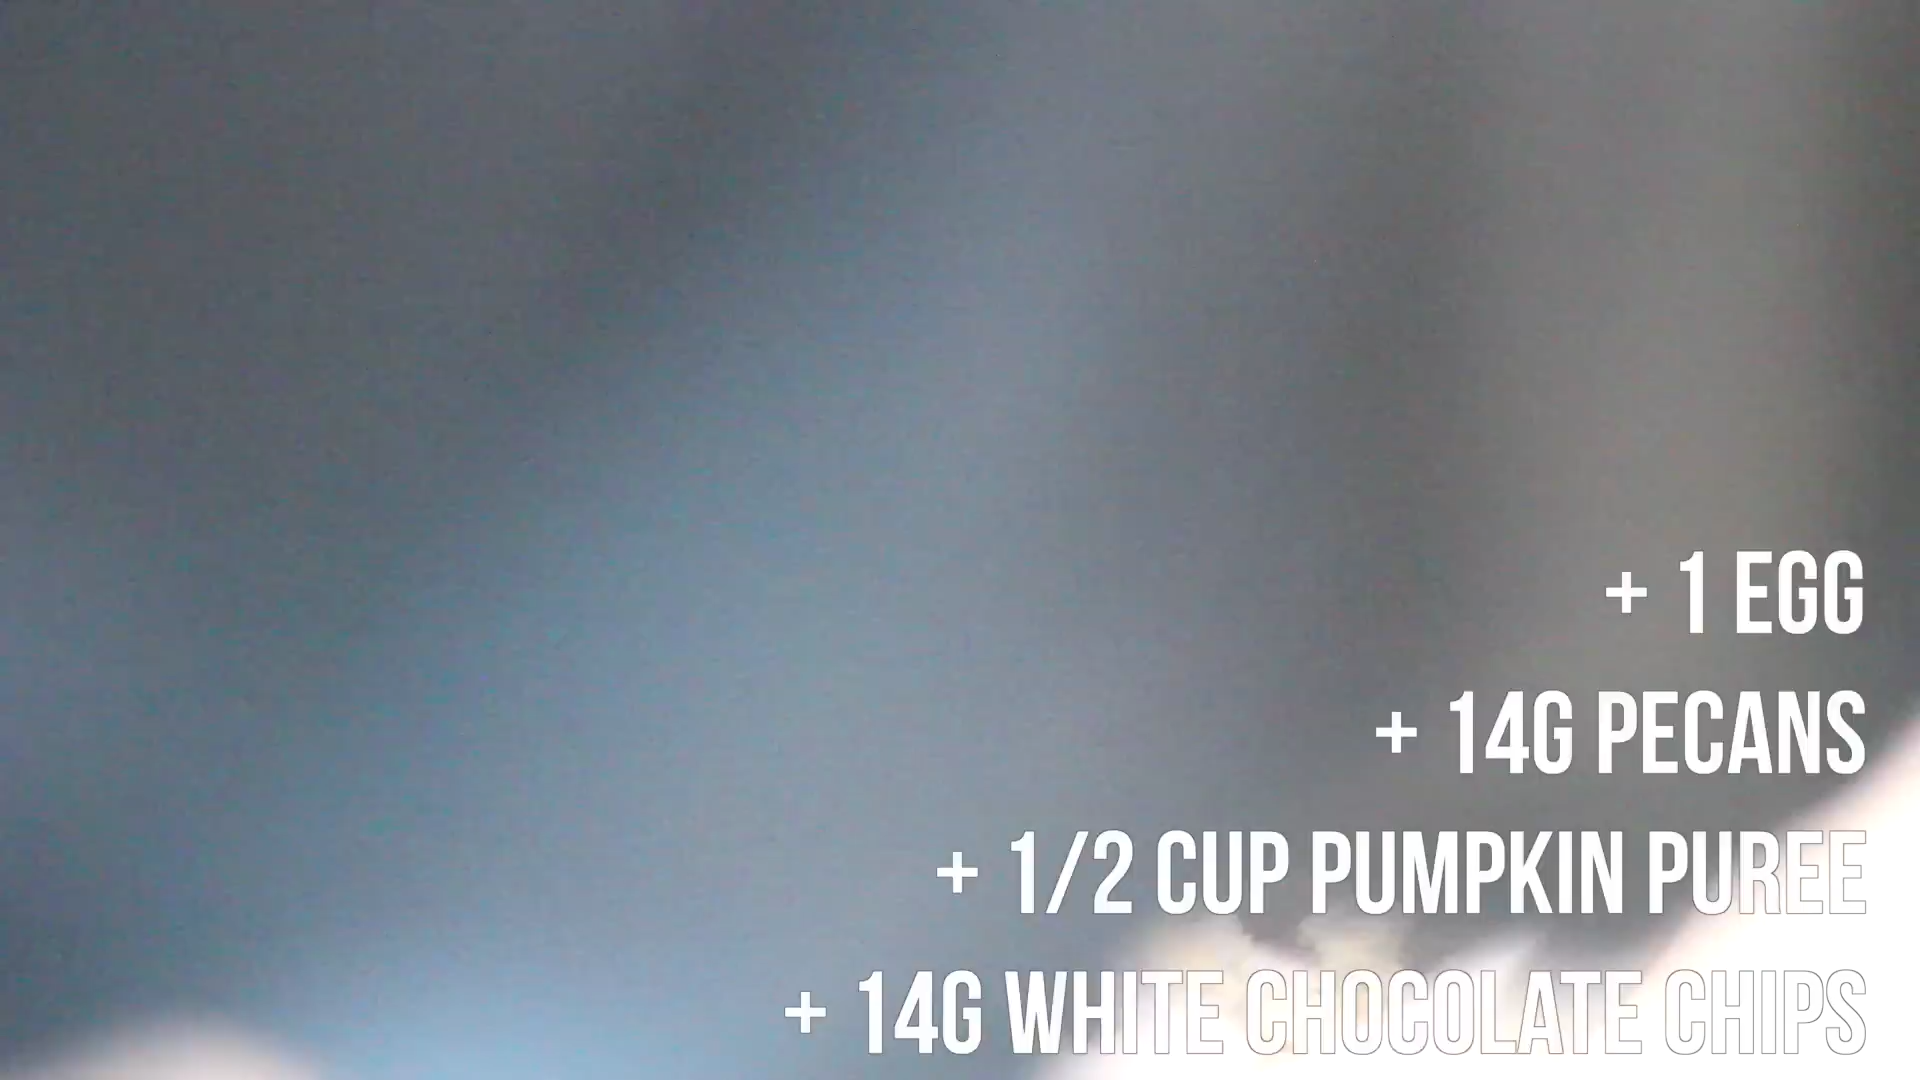 + 1 EGG
+ 14G PECANS
+ 1/2 CUP PUMPKIN PUREE
+ 14G WHITE CHOCOLATE CHIPS